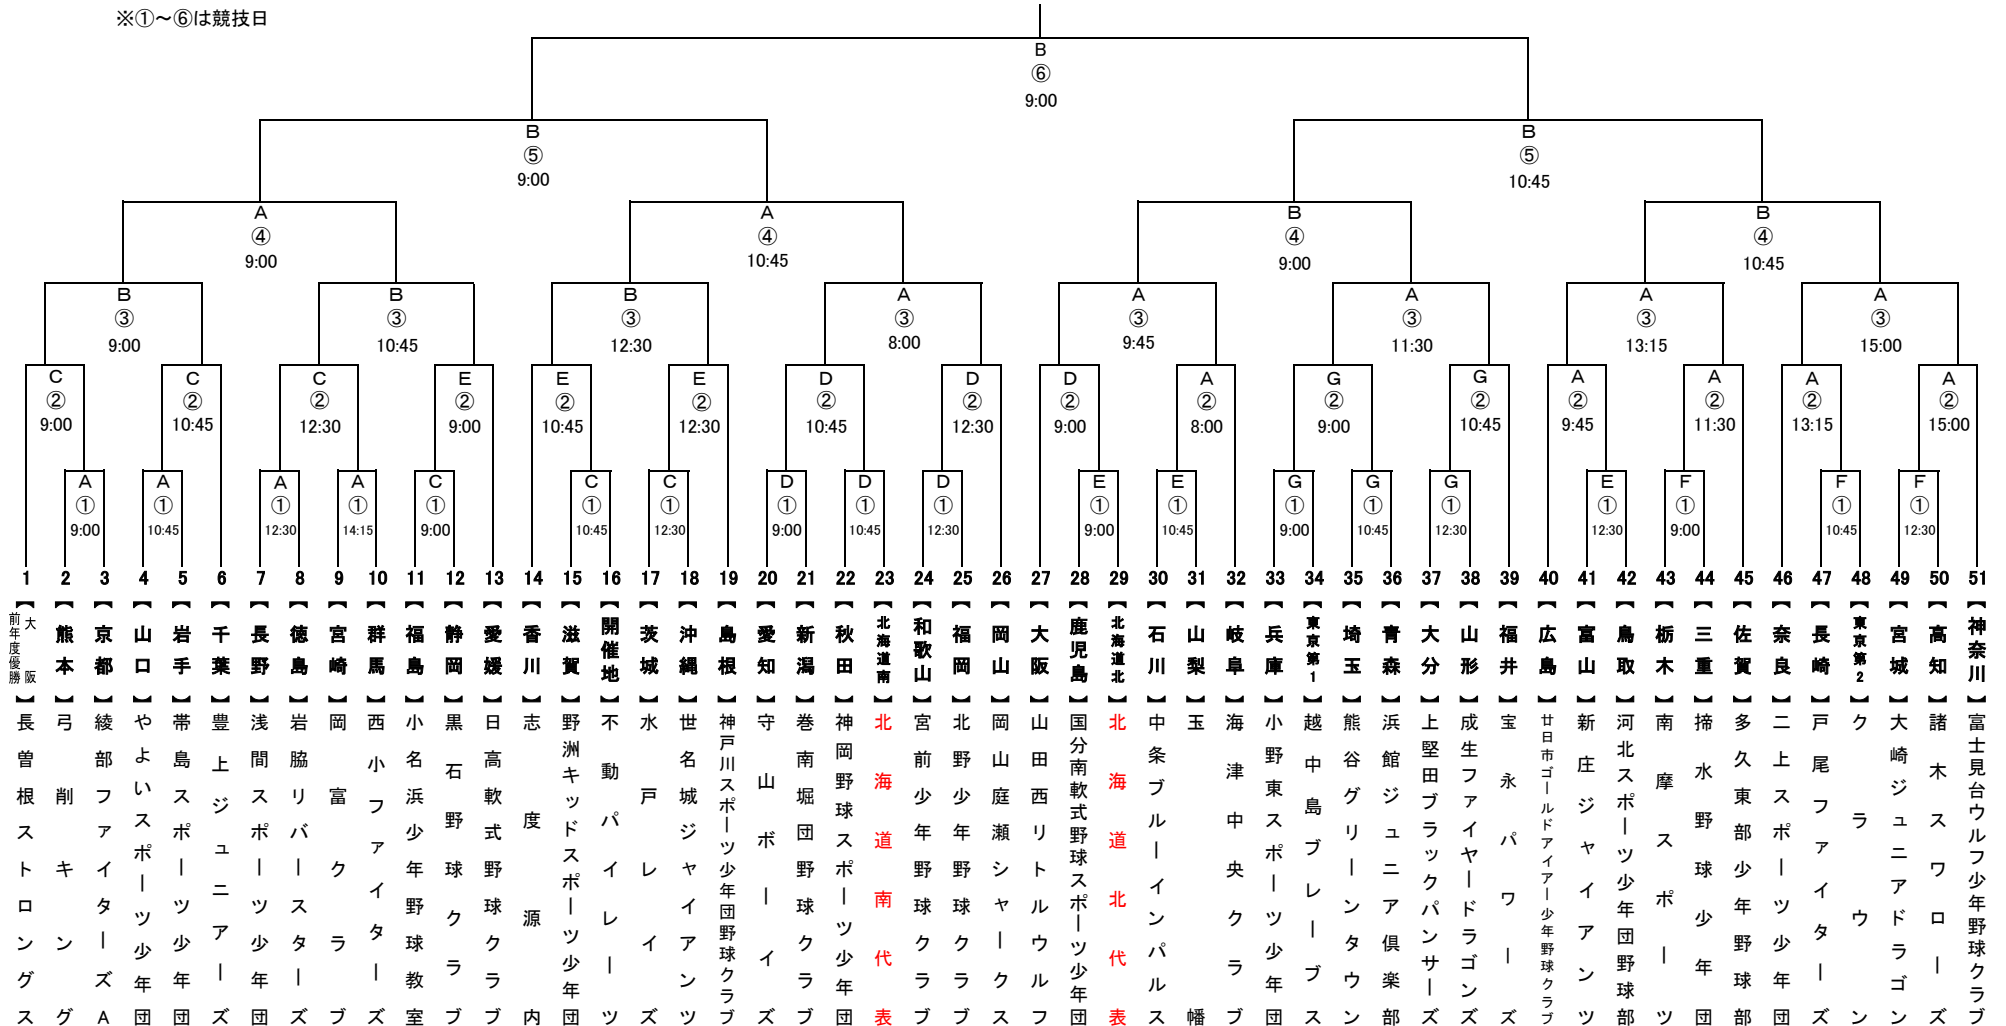 ※①～⑥は競技日
B
⑥
9:00
B
⑤
9:00
B
⑤
10:45
A
④
9:00
A
④
10:45
B
④
9:00
B
④
10:45
B
③
9:00
B
③
10:45
B
③
12:30
A
③
8:00
A
③
9:45
A
③
11:30
A
③
13:15
A
③
15:00
C
②
9:00
C
②
10:45
C
②
12:30
E
②
9:00
E
②
10:45
E
②
12:30
D
②
10:45
D
②
12:30
D
②
9:00
A
②
8:00
G
②
9:00
G
②
10:45
A
②
9:45
A
②
11:30
A
②
13:15
A
②
15:00
A
①
9:00
A
①
10:45
A
①
12:30
A
①
14:15
C
①
9:00
C
①
10:45
C
①
12:30
D
①
9:00
D
①
10:45
D
①
12:30
E
①
9:00
E
①
10:45
G
①
9:00
G
①
10:45
G
①
12:30
E
①
12:30
F
①
9:00
F
①
10:45
F
①
12:30
1 【大阪 前年度優勝】 長曽根ストロングス
2 【熊本】 弓削キング
3 【京都】 綾部ファイターズA
4 【山口】 やよいスポーツ少年団
5 【岩手】 帯島スポーツ少年団
6 【千葉】 豊上ジュニアーズ
7 【長野】 浅間スポーツ少年団
8 【徳島】 岩脇リバースターズ
9 【宮崎】 岡富クラブ
10 【群馬】 西小ファイターズ
11 【福島】 小名浜少年野球教室
12 【静岡】 黒石野球クラブ
13 【愛媛】 日高軟式野球クラブ
14 【香川】 志度源内
15 【滋賀】 野洲キッドスポーツ少年団
16 【開催地】 不動パイレーツ
17 【茨城】 水戸レイズ
18 【沖縄】 世名城ジャイアンツ
19 【島根】 神戸川スポーツ少年団野球クラブ
20 【愛知】 守山ボーイズ
21 【新潟】 巻南堀団野球クラブ
22 【秋田】 神岡野球スポーツ少年団
23 【北海道南】 北海道南代表
24 【和歌山】 宮前少年野球クラブ
25 【福岡】 北野少年野球クラブ
26 【岡山】 岡山庭瀬シャークス
27 【大阪】 山田西リトルウルフ
28 【鹿児島】 国分南軟式野球スポーツ少年団
29 【北海道北】 北海道北代表
30 【石川】 中条ブルーインパルス
31 【山梨】 玉幡
32 【岐阜】 海津中央クラブ
33 【兵庫】 小野東スポーツ少年団
34 【東京第1】 越中島ブレーブス
35 【埼玉】 熊谷グリーンタウン
36 【青森】 浜館ジュニア倶楽部
37 【大分】 上堅田ブラックパンサーズ
38 【山形】 成生ファイヤードラゴンズ
39 【福井】 宝永パワーズ
40 【広島】 廿日市ゴールドアイアー少年野球クラブ
41 【富山】 新庄ジャイアンツ
42 【鳥取】 河北スポーツ少年団野球部
43 【栃木】 南摩スポーツ
44 【三重】 揥水野球少年団
45 【佐賀】 多久東部少年野球部
46 【奈良】 二上スポーツ少年団
47 【長崎】 戸尾ファイターズ
48 【東京第2】 クラウン
49 【宮城】 大崎ジュニアドラゴン
50 【高知】 諸木スワローズ
51 【神奈川】 富士見台ウルフ少年野球クラブ